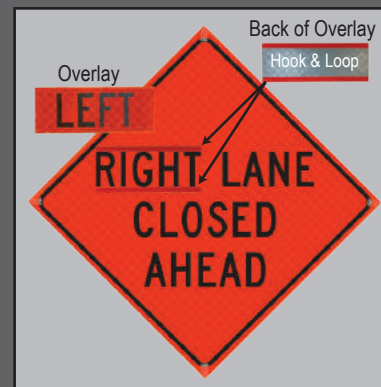 Back of Overlay
Hook & Loop
Overlay
LEFT
RIGHT LANE
CLOSED
AHEAD